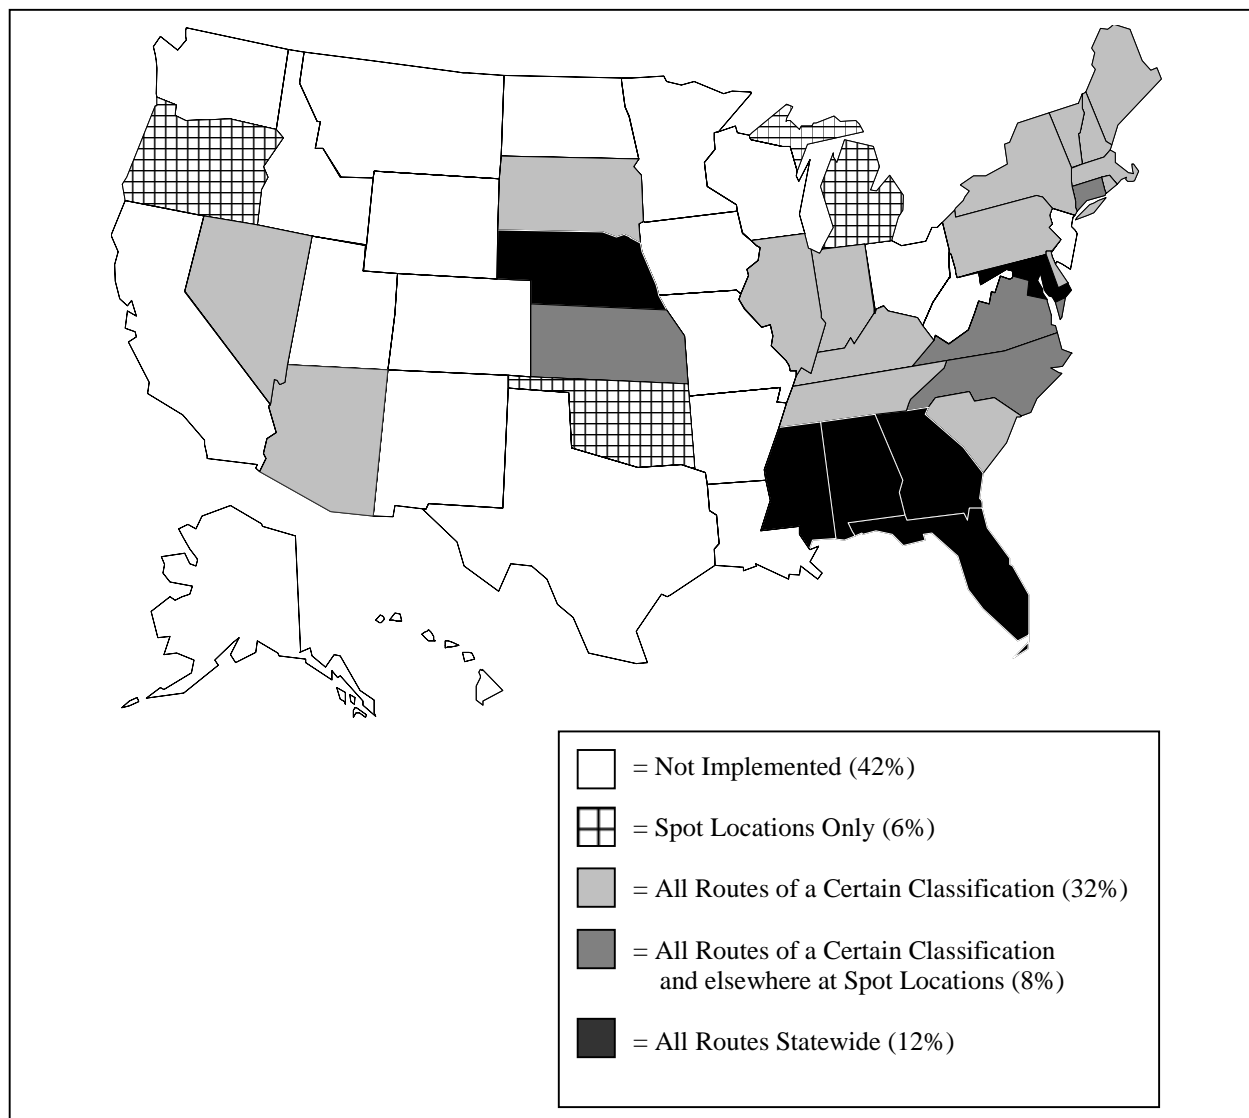 = Not Implemented (42%)
= Spot Locations Only (6%)
= All Routes of a Certain Classification (32%)
= All Routes of a Certain Classification
and elsewhere at Spot Locations (8%)
= All Routes Statewide (12%)